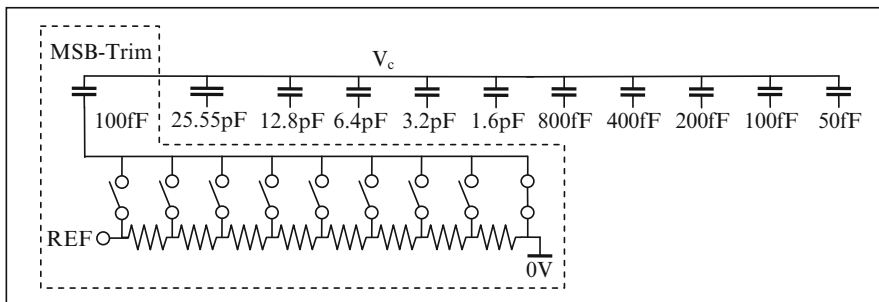 MSB-Trim
V_c
100fF 25.55pF 12.8pF 6.4pF 3.2pF 1.6pF 800fF 400fF 200fF 100fF 50fF
REF
0V